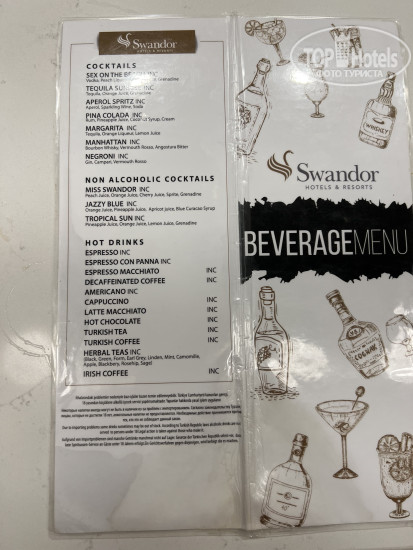 Swandor
HOTELS & RESORTS
COCKTAILS
SEX ON THE BEACH INC
Vodka, Peach Grenadine
TEQUILA SUNRISE INC
Tequila, Orange Juice, Grenadine
APEROL SPRITZ INC
Aperol, Sparkling Wine, Soda
PINA COLADA INC
Rum, Pineapple Juice, Coconut Syrup, Cream
MARGARITA INC
Tequila, Orange Liqueur, Lemon Juice
MANHATTAN INC
Bourbon Whisky, Vermouth Rosso, Angostura Bitter
NEGRONI INC
Gin, Campari, Vermouth Rosso
NON ALCOHOLIC COCKTAILS
MISS SWANDOR INC
Peach Juice, Orange Juice, Cherry Juice, Sprite, Grenadine
JAZZY BLUE INC
Orange Juice, Pineapple Juice, Apricot Juice, Blue Curacao Syrup
TROPICAL SUN INC
Pineapple Juice, Orange Juice, Lemon Juice, Grenadine
HOT DRINKS
ESPRESSO INC
ESPRESSO CON PANNA INC
ESPRESSO MACCHIATO INC
DECAFFEINATED COFFEE INC
AMERICANO INC
CAPPUCCINO INC
LATTE MACCHIATO INC
HOT CHOCOLATE INC
TURKISH TEA INC
TURKISH COFFEE INC
HERBAL TEAS INC
(Black, Green, Form, Earl Grey, Linden, Mint, Camomile,
Apple, Blackberry, Rosehip, Sage)
IRISH COFFEE INC
TOP Hotels
ФОТО ТУРИСТА
WHISKEY
Swandor
HOTELS & RESORTS
BEVERAGE MENU
COGNAC